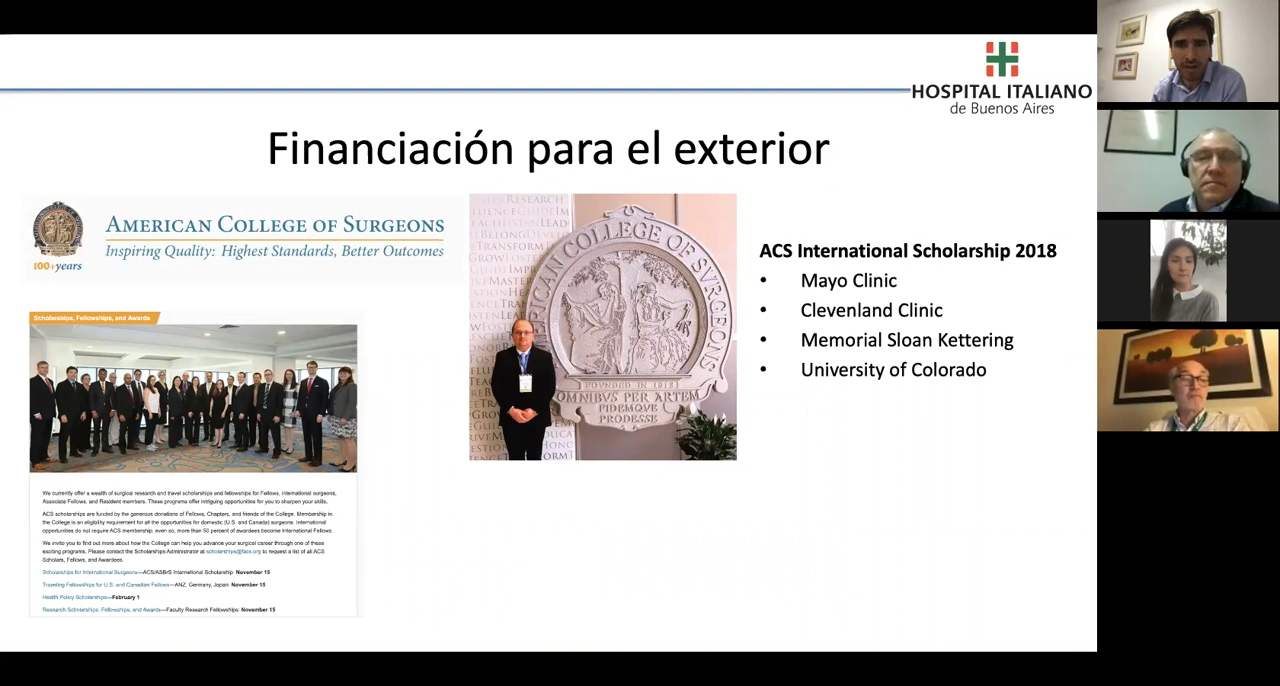 HOSPITAL ITALIANO
de Buenos Aires
Financiación para el exterior
AMERICAN COLLEGE OF SURGEONS
Inspiring Quality: Highest Standards, Better Outcomes
100+years
Scholarships, Fellowships, and Awards
We currently offer a wealth of surgical research and travel scholarships and fellowships for Fellows, international surgeons,
Associate Fellows, and Resident members. These programs offer intriguing opportunities for you to sharpen your skills.
ACS scholarships are funded by the generous donations of Fellows, Chapters, and friends of the College. Membership in
the College is an eligibility requirement for all the opportunities for domestic (U.S. and Canada) surgeons. International
opportunities do not require ACS membership; even so, more than 50 percent of awardees become International Fellows.
We invite you to find out more about how the College can help you advance your surgical career through one of these
exciting programs. Please contact the Scholarships Administrator at scholarships@facs.org to request a list of all ACS
Scholars, Fellows, and Awardees.
Scholarships for International Surgeons—ACS/ASBrS International Scholarship: November 15
Traveling Fellowships for U.S. and Canadian Fellows—ANZ, Germany, Japan: November 15
Health Policy Scholarships—February 1
Research Scholarships, Fellowships, and Awards—Faculty Research Fellowships: November 15
AMERICAN COLLEGE OF SURGEONS
FOUNDED IN 1913
OMNIBUS PER ARTEM
FIDEMQUE
PRODESSE
ACS International Scholarship 2018
• Mayo Clinic
• Clevenland Clinic
• Memorial Sloan Kettering
• University of Colorado